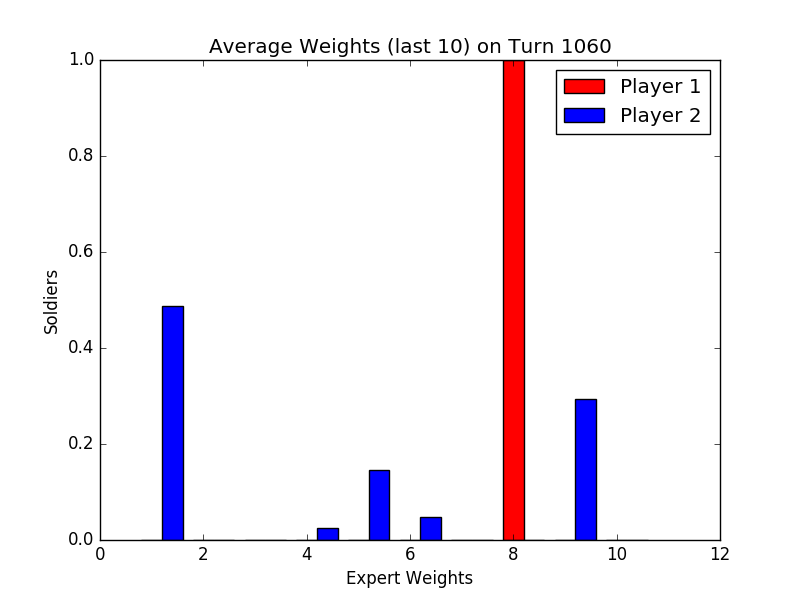 Average Weights (last 10) on Turn 1060
1.0
0.8
0.6
0.4
0.2
0.0
Soldiers
Player 1
Player 2
0 2 4 6 8 10 12
Expert Weights